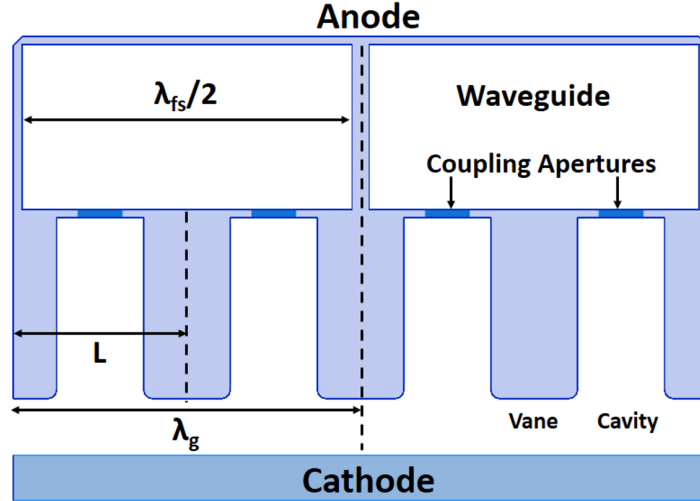 Anode
λfs/2
Waveguide
Coupling Apertures
L
λg
Vane
Cavity
Cathode